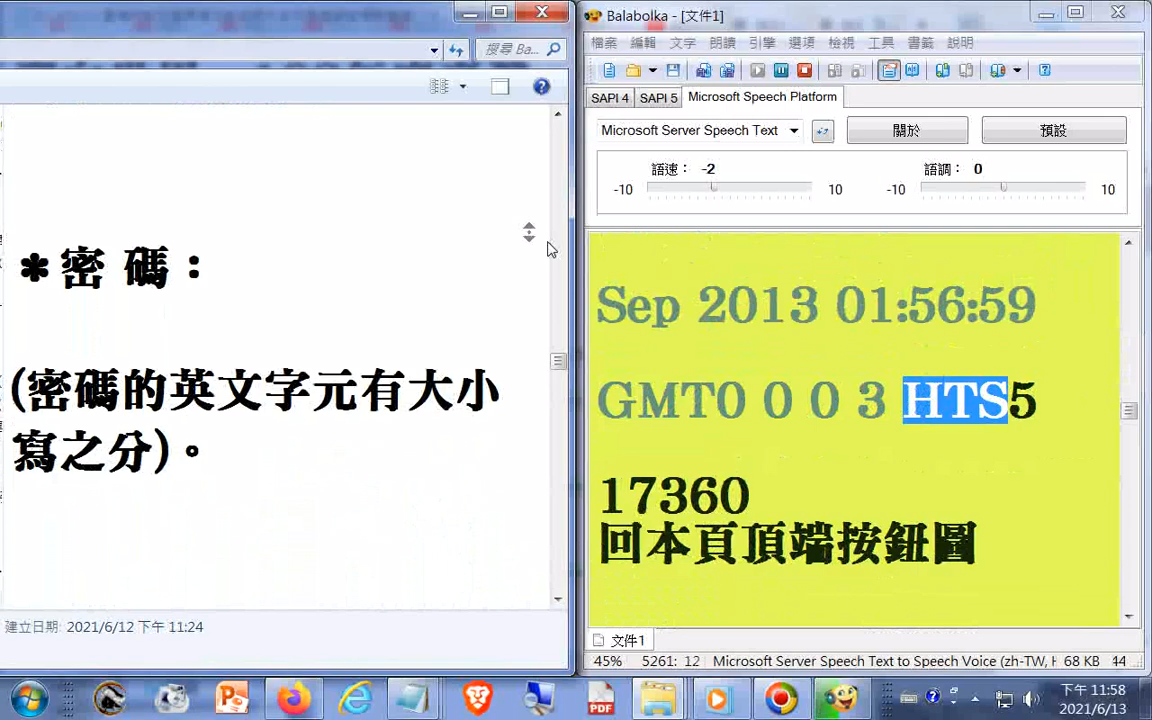 搜尋 Ba...
*密 碼：
(密碼的英文字元有大小
寫之分)。
建立日期: 2021/6/12 下午 11:24
Balabolka - [文件1]
檔案 編輯 文字 朗讀 引擎 選項 檢視 工具 書籤 說明
SAPI 4 SAPI 5 Microsoft Speech Platform
Microsoft Server Speech Text 關於 預設
語速： -2 語調： 0
-10 10 -10 10
Sep 2013 01:56:59
GMT0 0 0 3 HTS5
17360
回本頁頂端按鈕圖
文件1
45% 5261: 12 Microsoft Server Speech Text to Speech Voice (zh-TW, H 68 KB 44
PDF
下午 11:58
2021/6/13